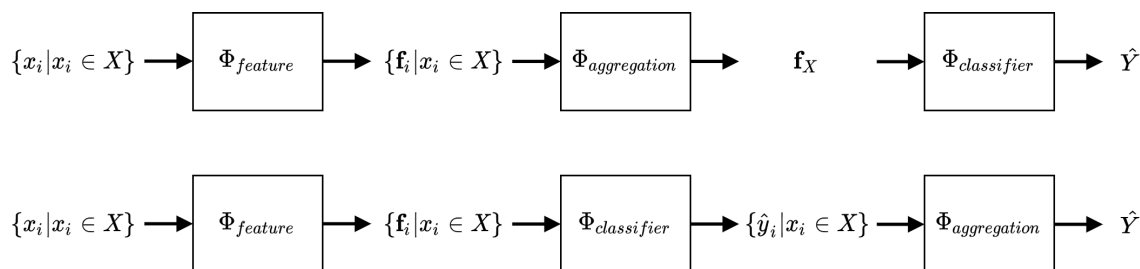 {x_i|x_i ∈ X} Φ_feature {f_i|x_i ∈ X} Φ_aggregation f_X Φ_classifier Ŷ
{x_i|x_i ∈ X} Φ_feature {f_i|x_i ∈ X} Φ_classifier {ŷ_i|x_i ∈ X} Φ_aggregation Ŷ